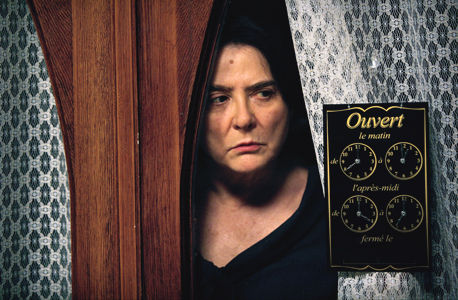 Ouvert
le matin
de à
l'après-midi
de à
fermé le